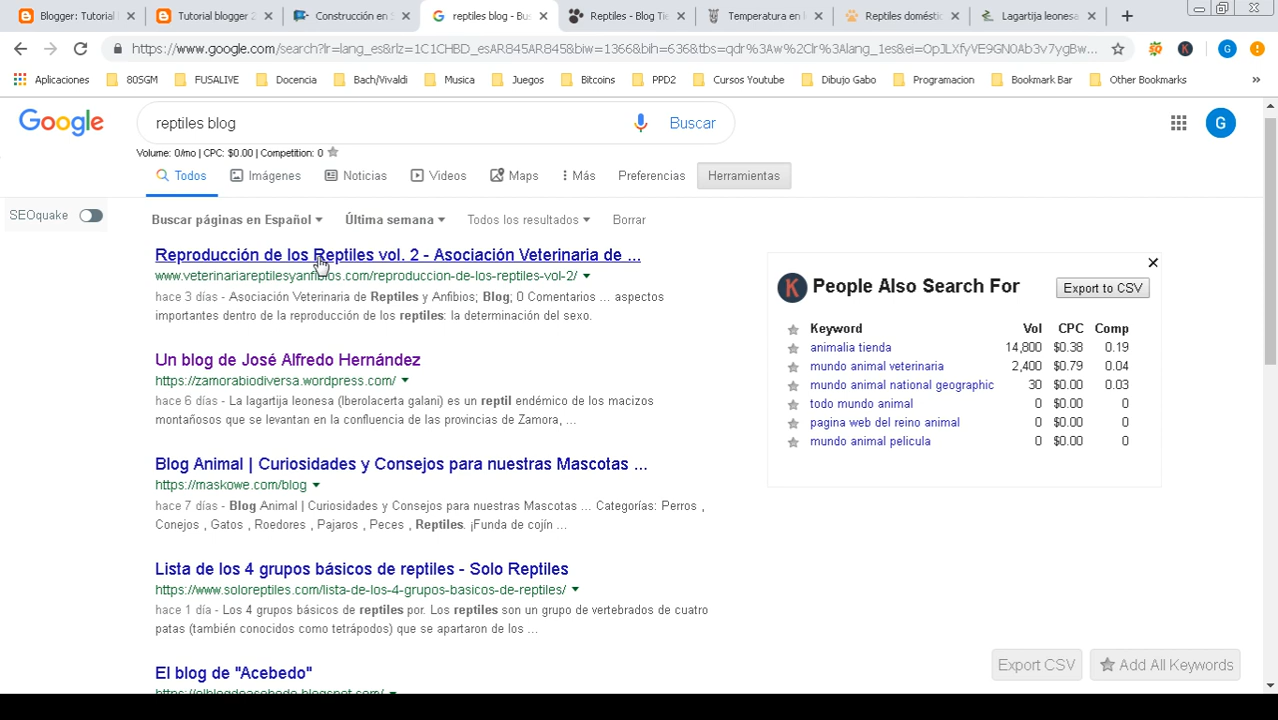 Blogger: Tutorial
Tutorial blogger 2
Construcción en
reptiles blog - Bus
Reptiles - Blog Tie
Temperatura en
Reptiles domésti
Lagartija leonesa
https://www.google.com/search?lr=lang_es&rlz=1C1CHBD_esAR845AR845&biw=1366&bih=636&tbs=qdr%3Aw%2Clr%3Alang_1es&ei=OpJLXfyVE9GN0Ab3v7ygBw...
Aplicaciones
80SGM
FUSALIVE
Docencia
Bach/Vivaldi
Musica
Juegos
Bitcoins
PPD2
Cursos Youtube
Dibujo Gabo
Programacion
Bookmark Bar
Other Bookmarks
Google
reptiles blog
Buscar
G
Volume: 0/mo | CPC: $0.00 | Competition: 0
Todos
Imágenes
Noticias
Videos
Maps
Más
Preferencias
Herramientas
SEOquake
Buscar páginas en Español
Última semana
Todos los resultados
Borrar
Reproducción de los Reptiles vol. 2 - Asociación Veterinaria de ...
www.veterinariareptilesyanfibios.com/reproduccion-de-los-reptiles-vol-2/
hace 3 días - Asociación Veterinaria de Reptiles y Anfibios; Blog; 0 Comentarios ... aspectos
importantes dentro de la reproducción de los reptiles: la determinación del sexo.
Un blog de José Alfredo Hernández
https://zamorabiodiversa.wordpress.com/
hace 6 días - La lagartija leonesa (Iberolacerta galani) es un reptil endémico de los macizos
montañosos que se levantan en la confluencia de las provincias de Zamora, ...
Blog Animal | Curiosidades y Consejos para nuestras Mascotas ...
https://maskowe.com/blog
hace 7 días - Blog Animal | Curiosidades y Consejos para nuestras Mascotas ... Categorías: Perros ,
Conejos , Gatos , Roedores , Pajaros , Peces , Reptiles. ¡Funda de cojín ...
Lista de los 4 grupos básicos de reptiles - Solo Reptiles
https://www.soloreptiles.com/lista-de-los-4-grupos-basicos-de-reptiles/
hace 1 día - Los 4 grupos básicos de reptiles por. Los reptiles son un grupo de vertebrados de cuatro
patas (también conocidos como tetrápodos) que se apartaron de los ...
El blog de "Acebedo"
https://elblogdeacebedo.blogspot.com/
K People Also Search For
Export to CSV
Keyword Vol CPC Comp
animalia tienda 14,800 $0.38 0.19
mundo animal veterinaria 2,400 $0.79 0.04
mundo animal national geographic 30 $0.00 0.03
todo mundo animal 0 $0.00 0
pagina web del reino animal 0 $0.00 0
mundo animal pelicula 0 $0.00 0
Export CSV
Add All Keywords